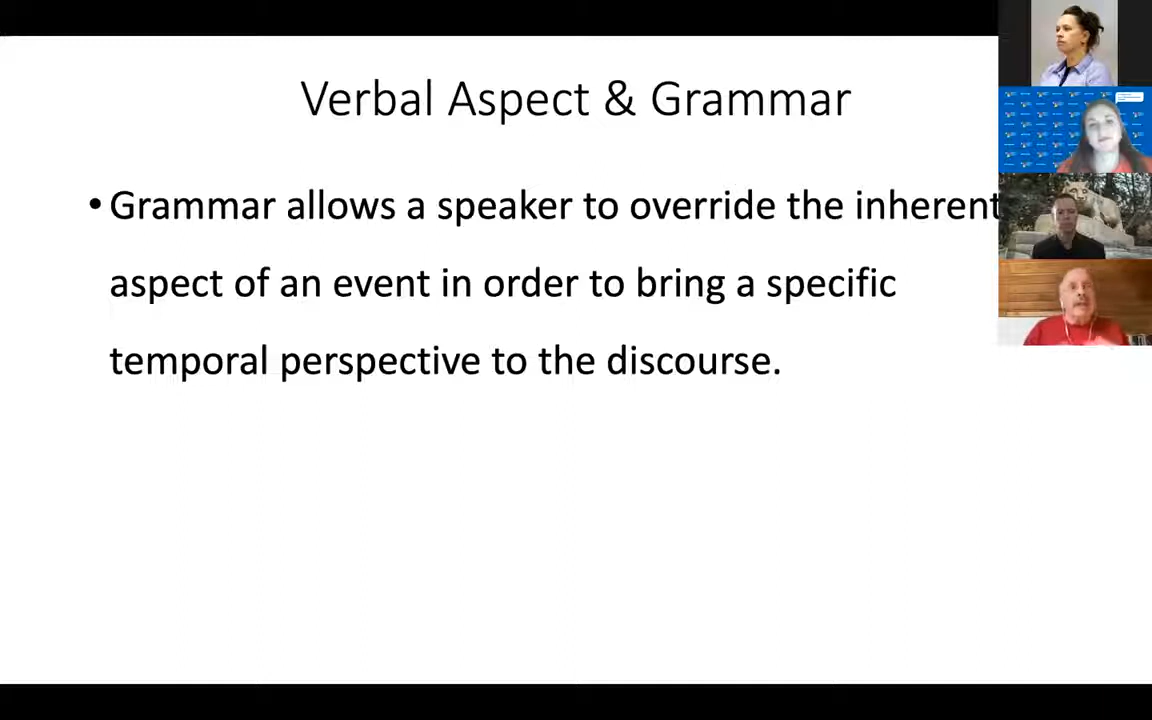 Verbal Aspect & Grammar
• Grammar allows a speaker to override the inherent
aspect of an event in order to bring a specific
temporal perspective to the discourse.